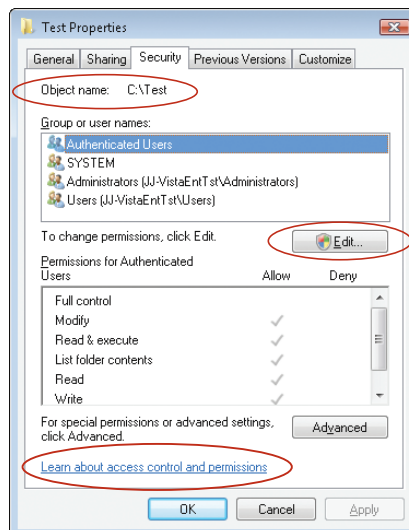 Test Properties
General Sharing Security Previous Versions Customize
Object name: C:\Test
Group or user names:
Authenticated Users
SYSTEM
Administrators (JJ-VistaEntTst\Administrators)
Users (JJ-VistaEntTst\Users)
To change permissions, click Edit.
Edit...
Permissions for Authenticated
Users Allow Deny
Full control
Modify
Read & execute
List folder contents
Read
Write
For special permissions or advanced settings,
click Advanced.
Advanced
Learn about access control and permissions
OK Cancel Apply